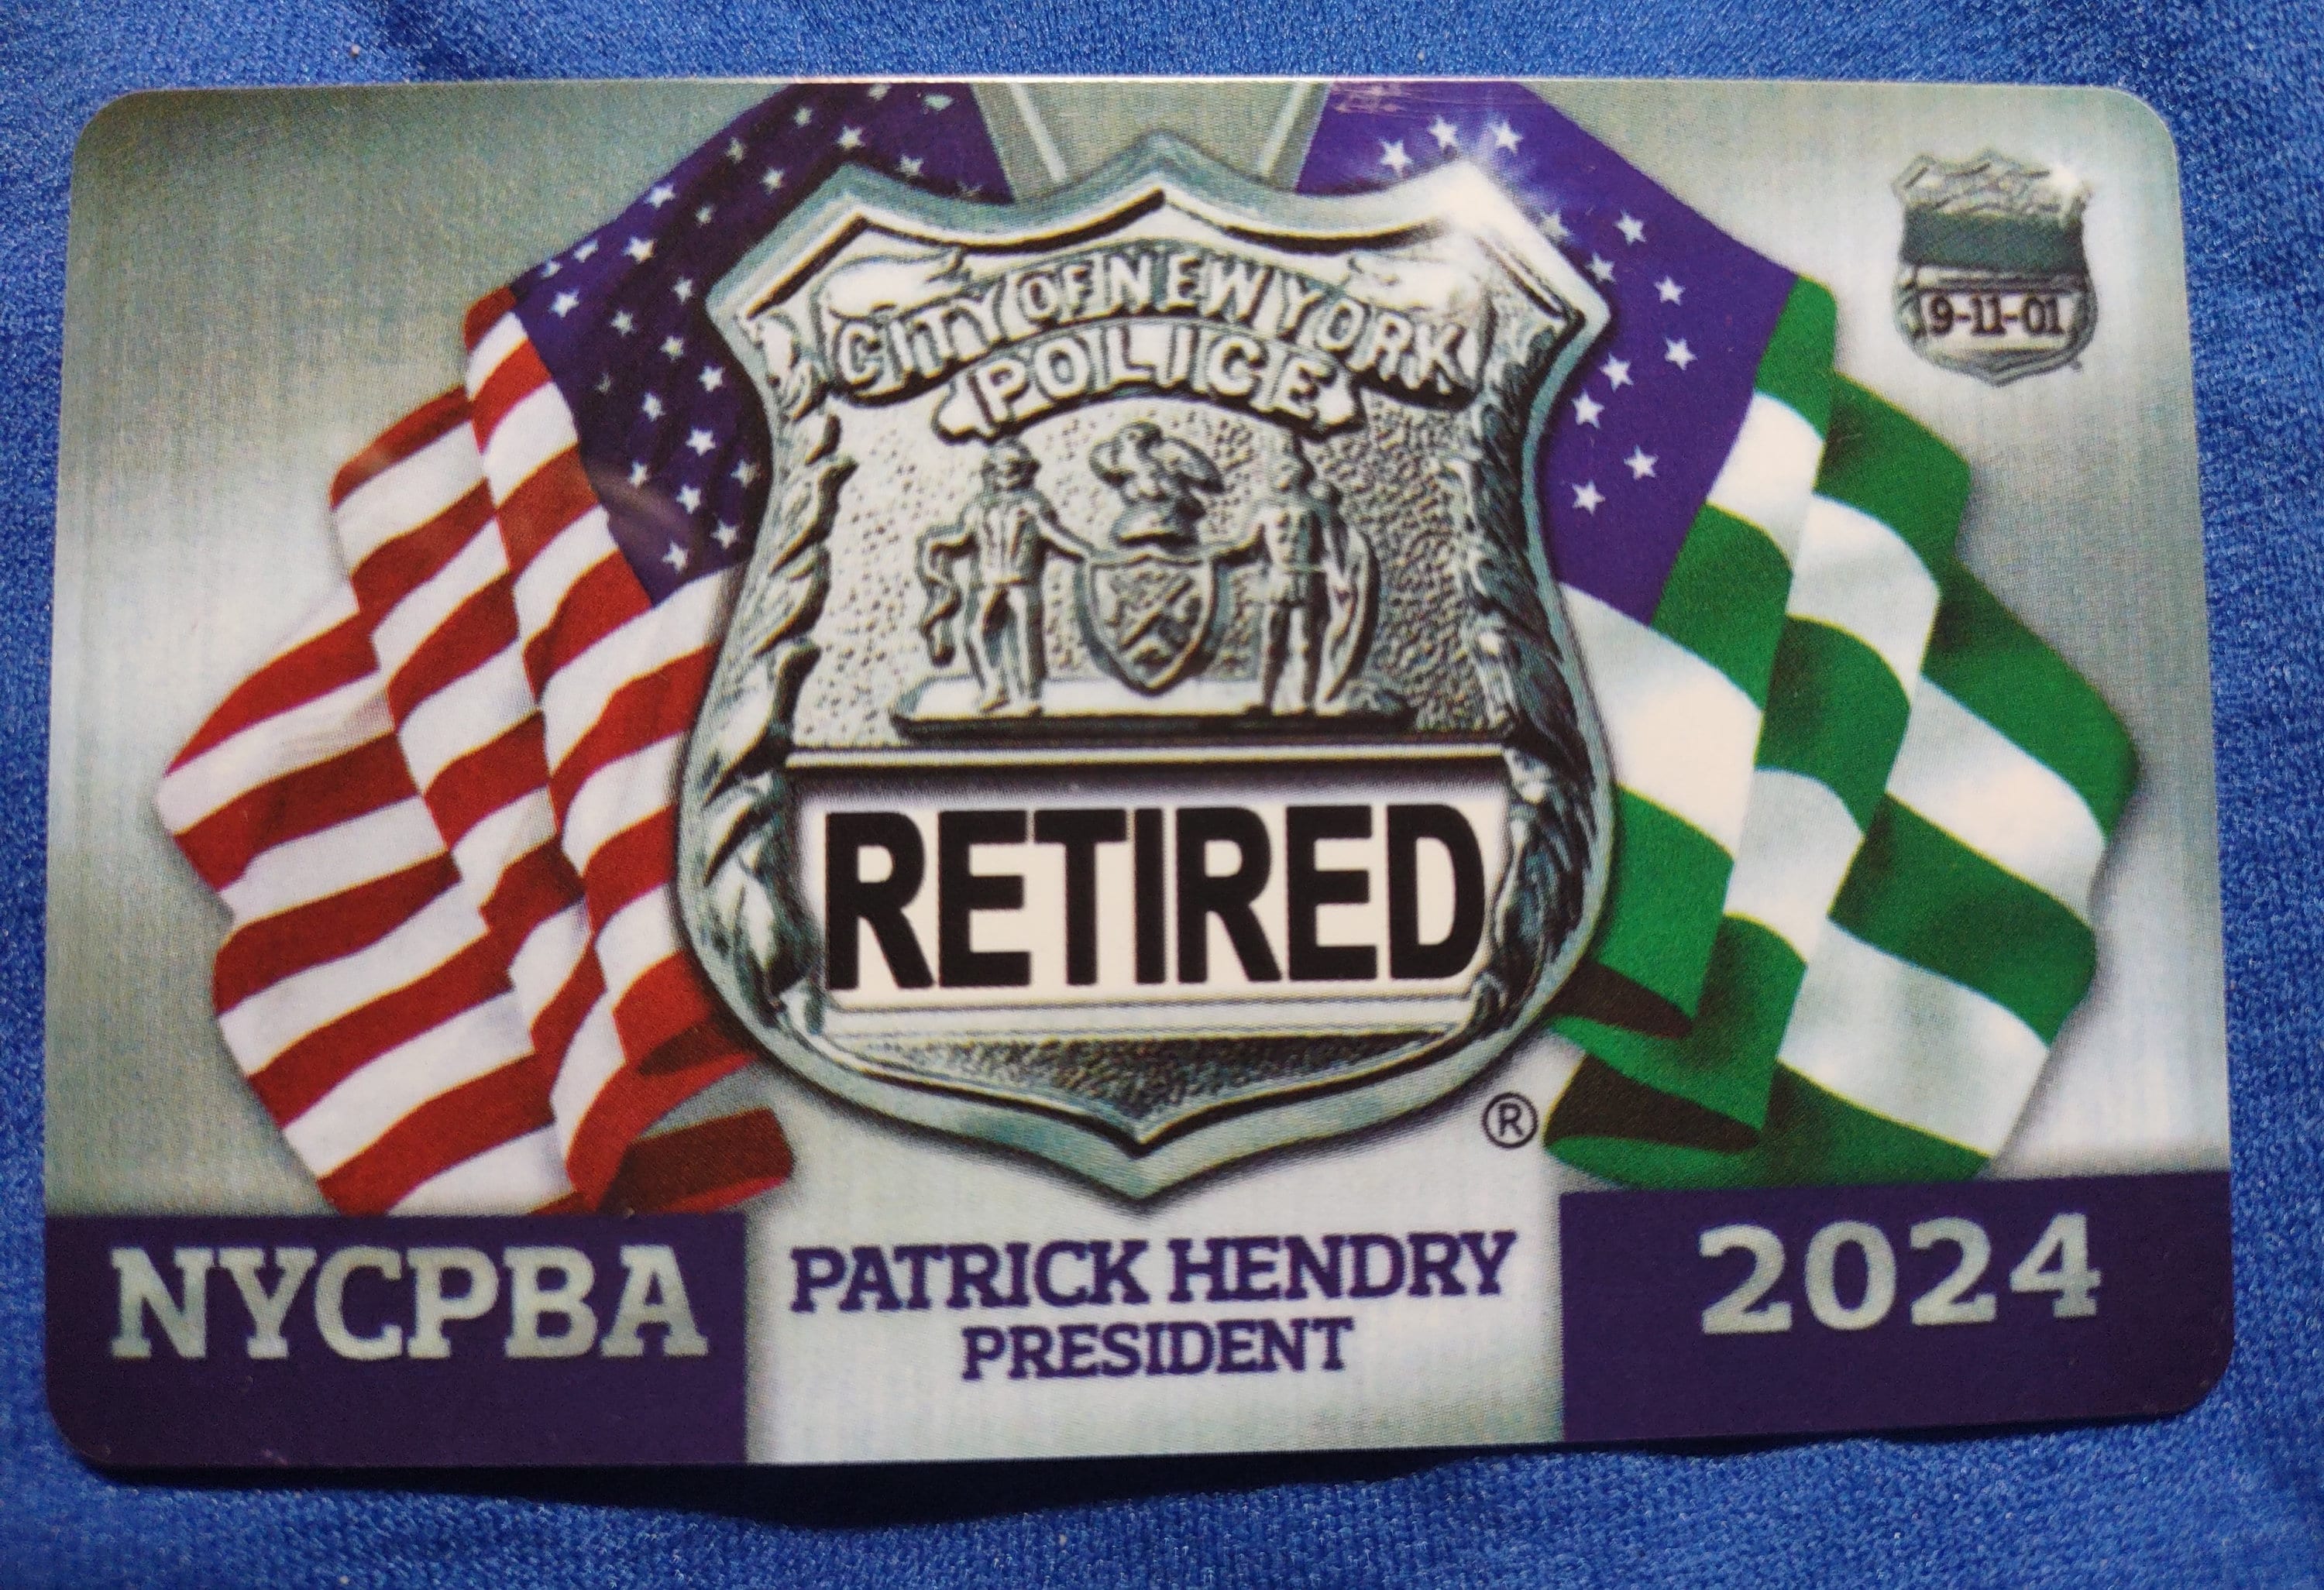 CITY OF NEW YORK
POLICE
9-11-01
RETIRED
®
NYCPBA
PATRICK HENDRY
PRESIDENT
2024